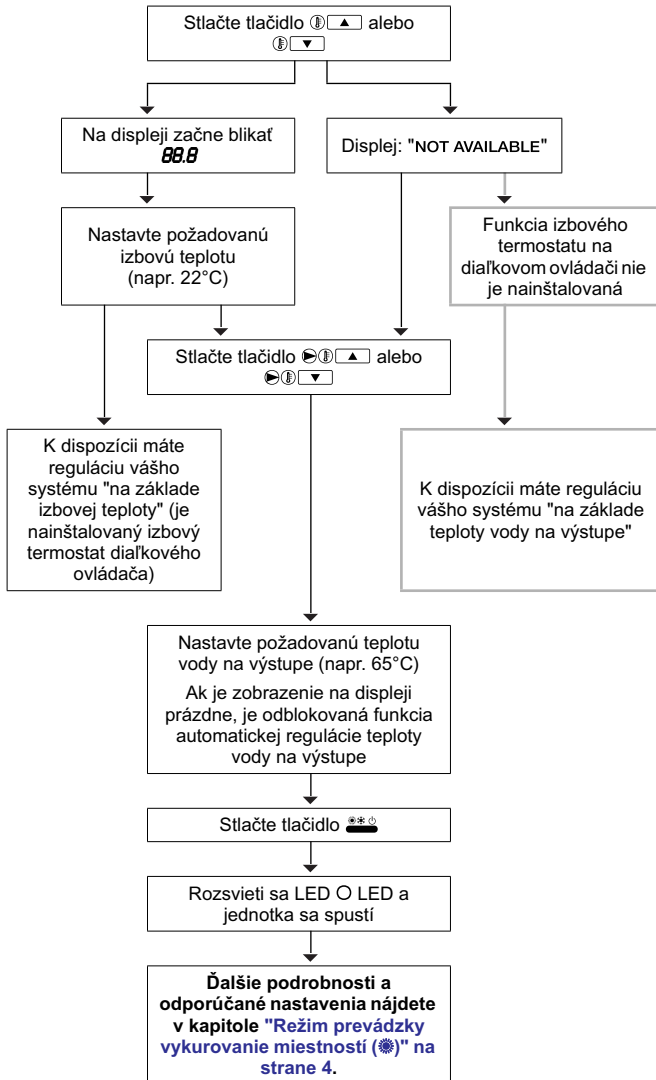 Stlačte tlačidlo ▲ alebo
▼
Na displeji začne blikať
88.8
Displej: "NOT AVAILABLE"
Nastavte požadovanú
izbovú teplotu
(napr. 22°C)
Funkcia izbového
termostatu na
diaľkovom ovládači nie
je nainštalovaná
Stlačte tlačidlo ▲ alebo
▼
K dispozícii máte
reguláciu vášho
systému "na základe
izbovej teploty" (je
nainštalovaný izbový
termostat diaľkového
ovládača)
K dispozícii máte reguláciu
vášho systému "na základe
teploty vody na výstupe"
Nastavte požadovanú teplotu
vody na výstupe (napr. 65°C)
Ak je zobrazenie na displeji
prázdne, je odblokovaná funkcia
automatickej regulácie teploty
vody na výstupe
Stlačte tlačidlo
Rozsvieti sa LED O LED a
jednotka sa spustí
Ďalšie podrobnosti a
odporúčané nastavenia nájdete
v kapitole "Režim prevádzky
vykurovanie miestností (☀)" na
strane 4.